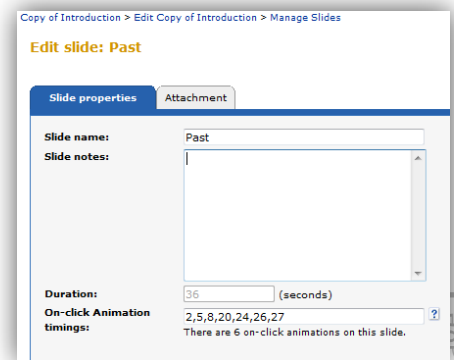 Copy of Introduction > Edit Copy of Introduction > Manage Slides
Edit slide: Past
Slide properties
Attachment
Slide name:
Past
Slide notes:
Duration:
36
(seconds)
On-click Animation timings:
2,5,8,20,24,26,27
?
There are 6 on-click animations on this slide.